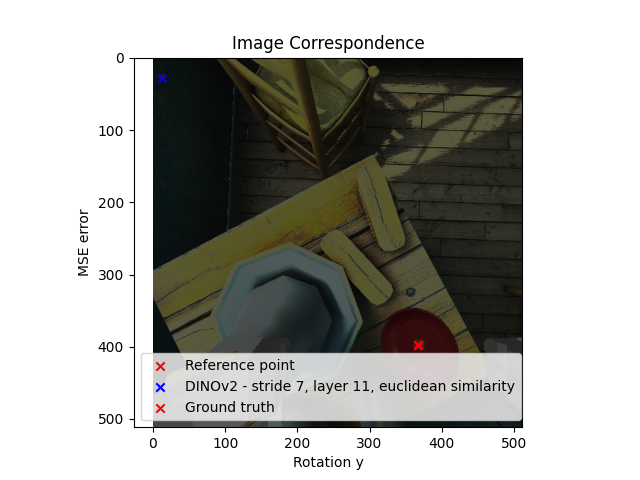 Image Correspondence
0
100
200
300
400
500
MSE error
Reference point
DINOv2 - stride 7, layer 11, euclidean similarity
Ground truth
0 100 200 300 400 500
Rotation y